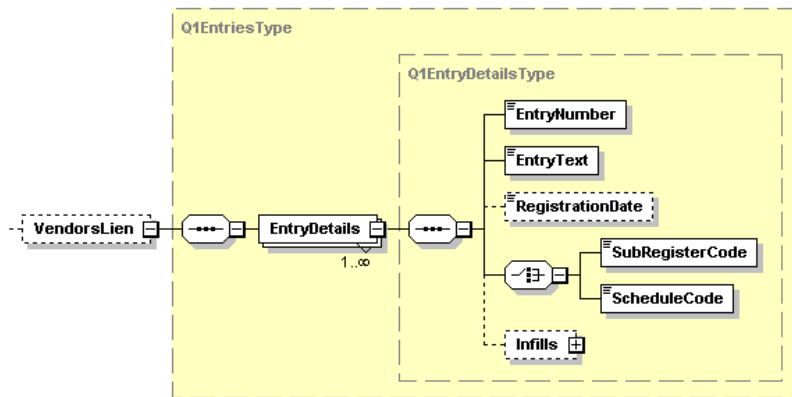 Q1EntriesType
Q1EntryDetailsType
EntryNumber
EntryText
RegistrationDate
VendorsLien
EntryDetails
1..∞
SubRegisterCode
ScheduleCode
Infills